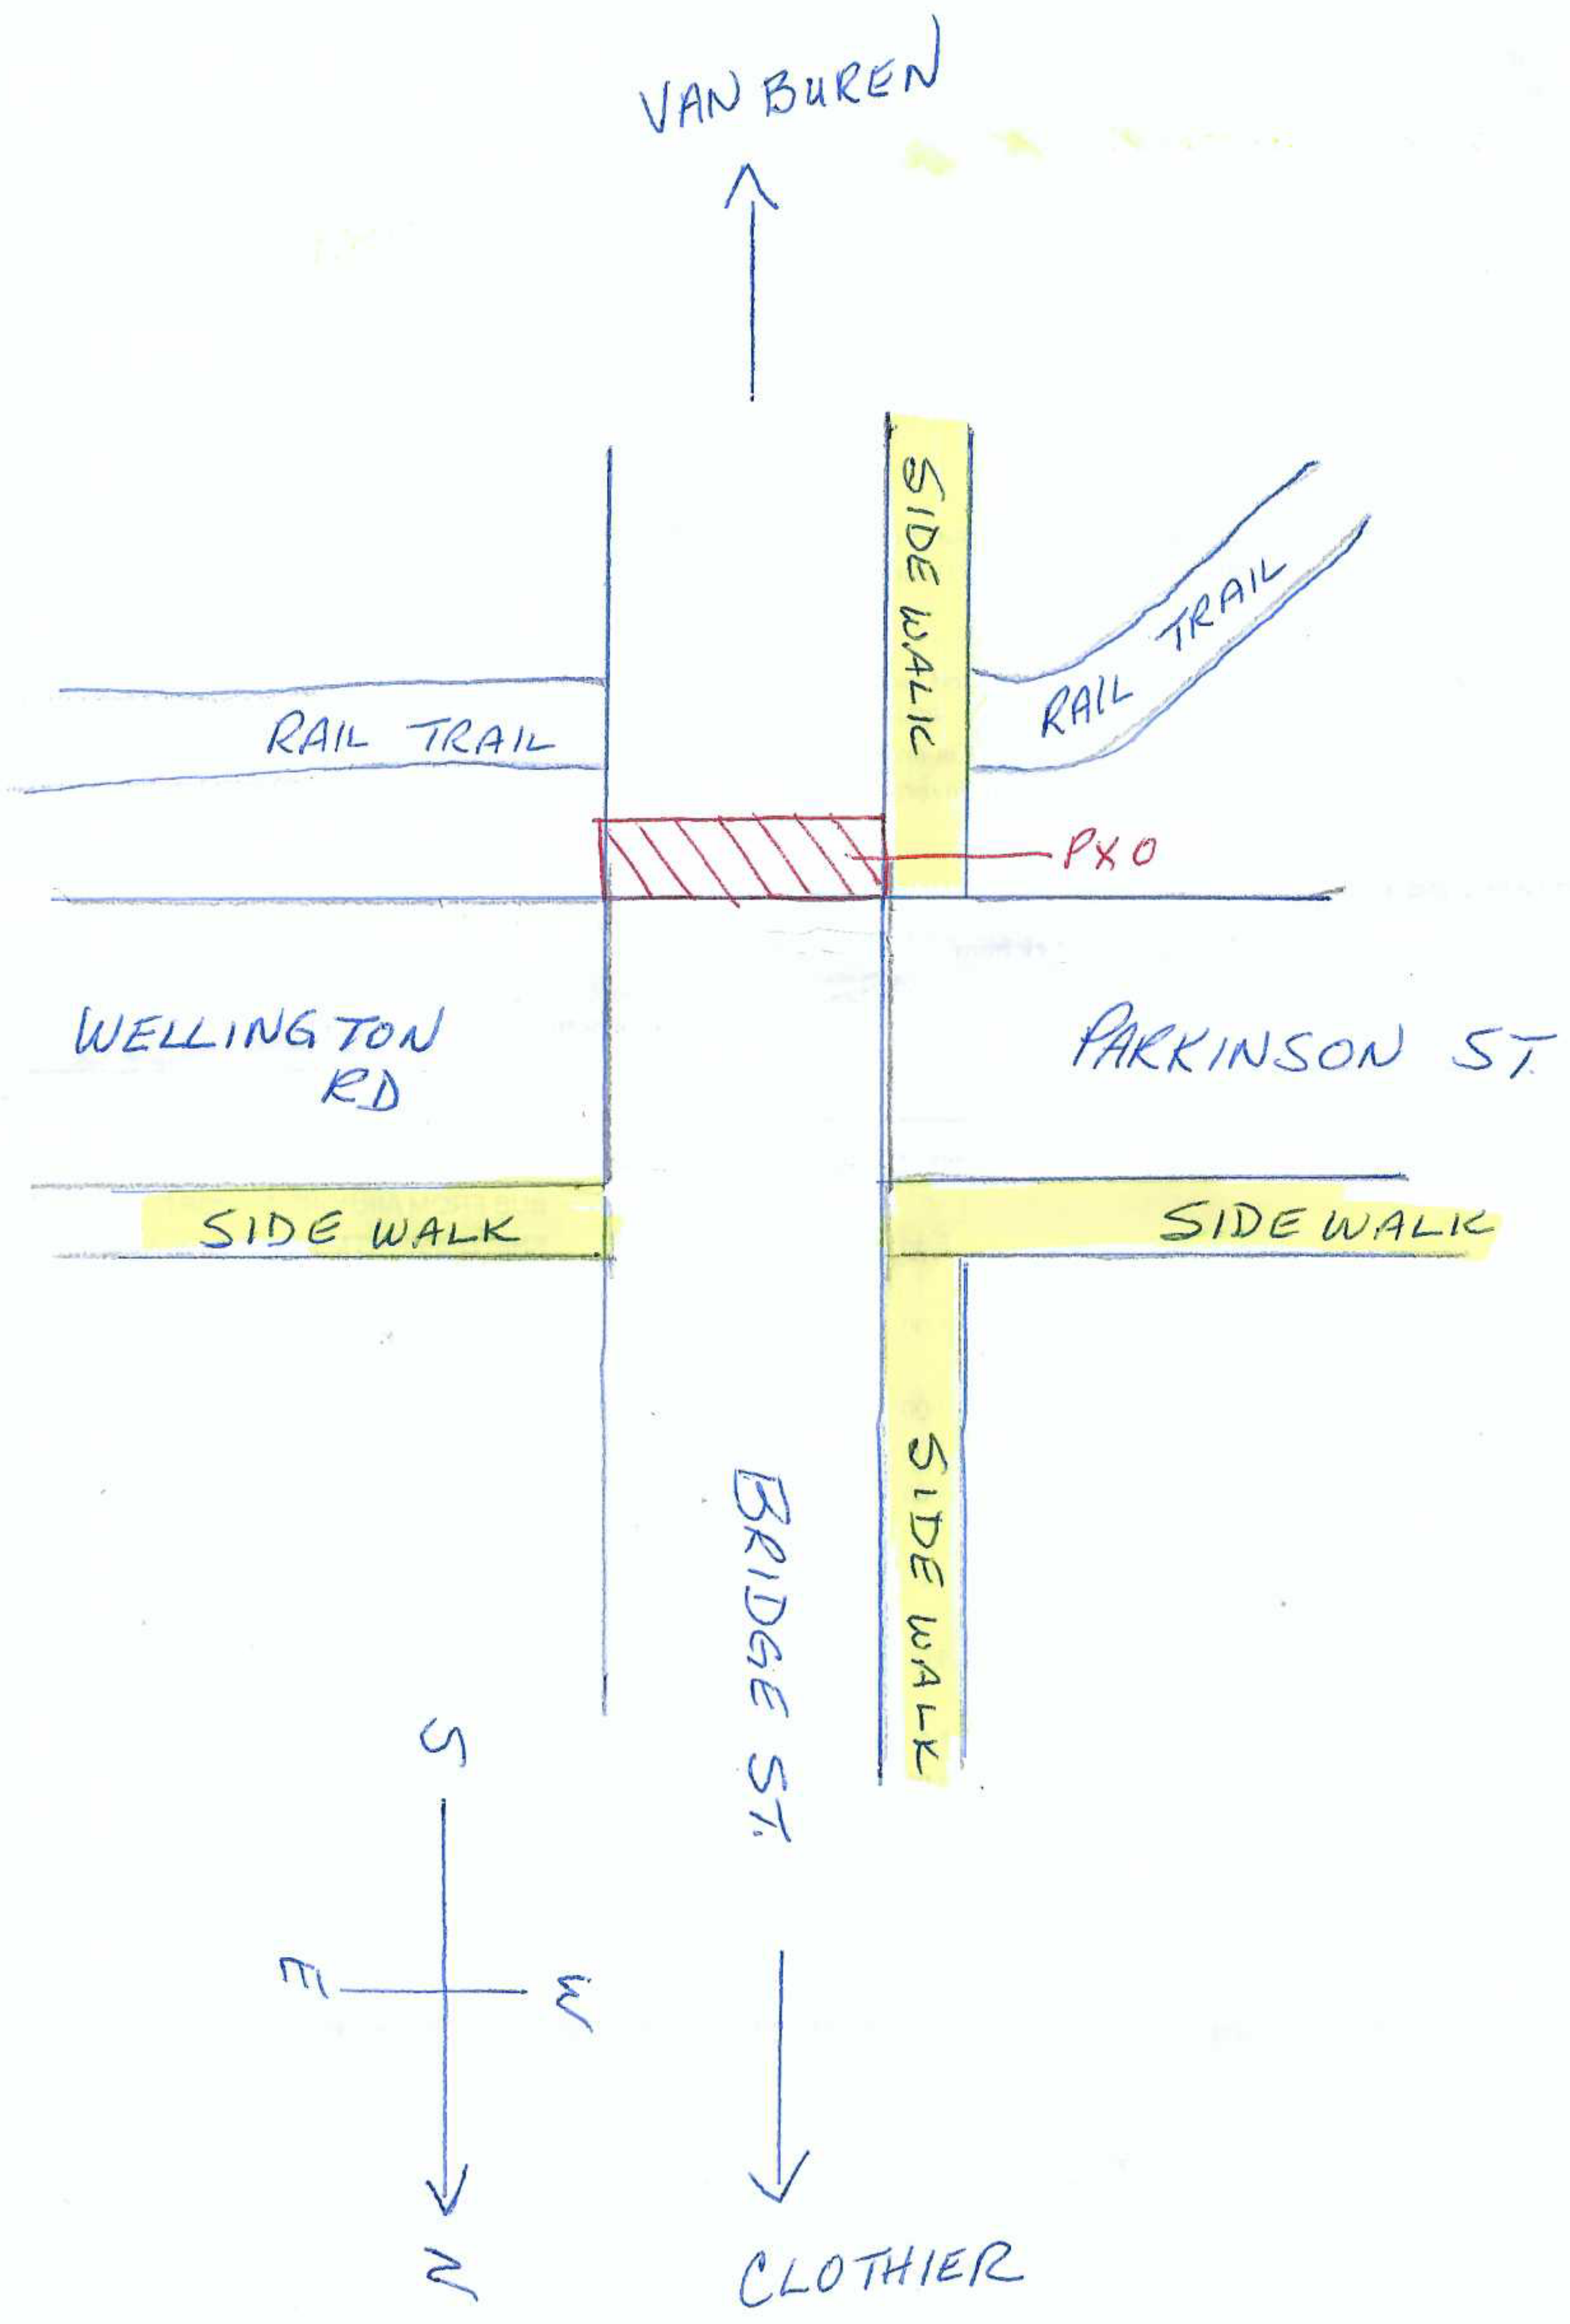 VAN BUREN
SIDE WALK
RAIL TRAIL
RAIL TRAIL
PXO
WELLINGTON
RD
PARKINSON ST.
SIDE WALK
SIDE WALK
SIDE WALK
BRIDGE ST.
S
E
W
N
CLOTHIER